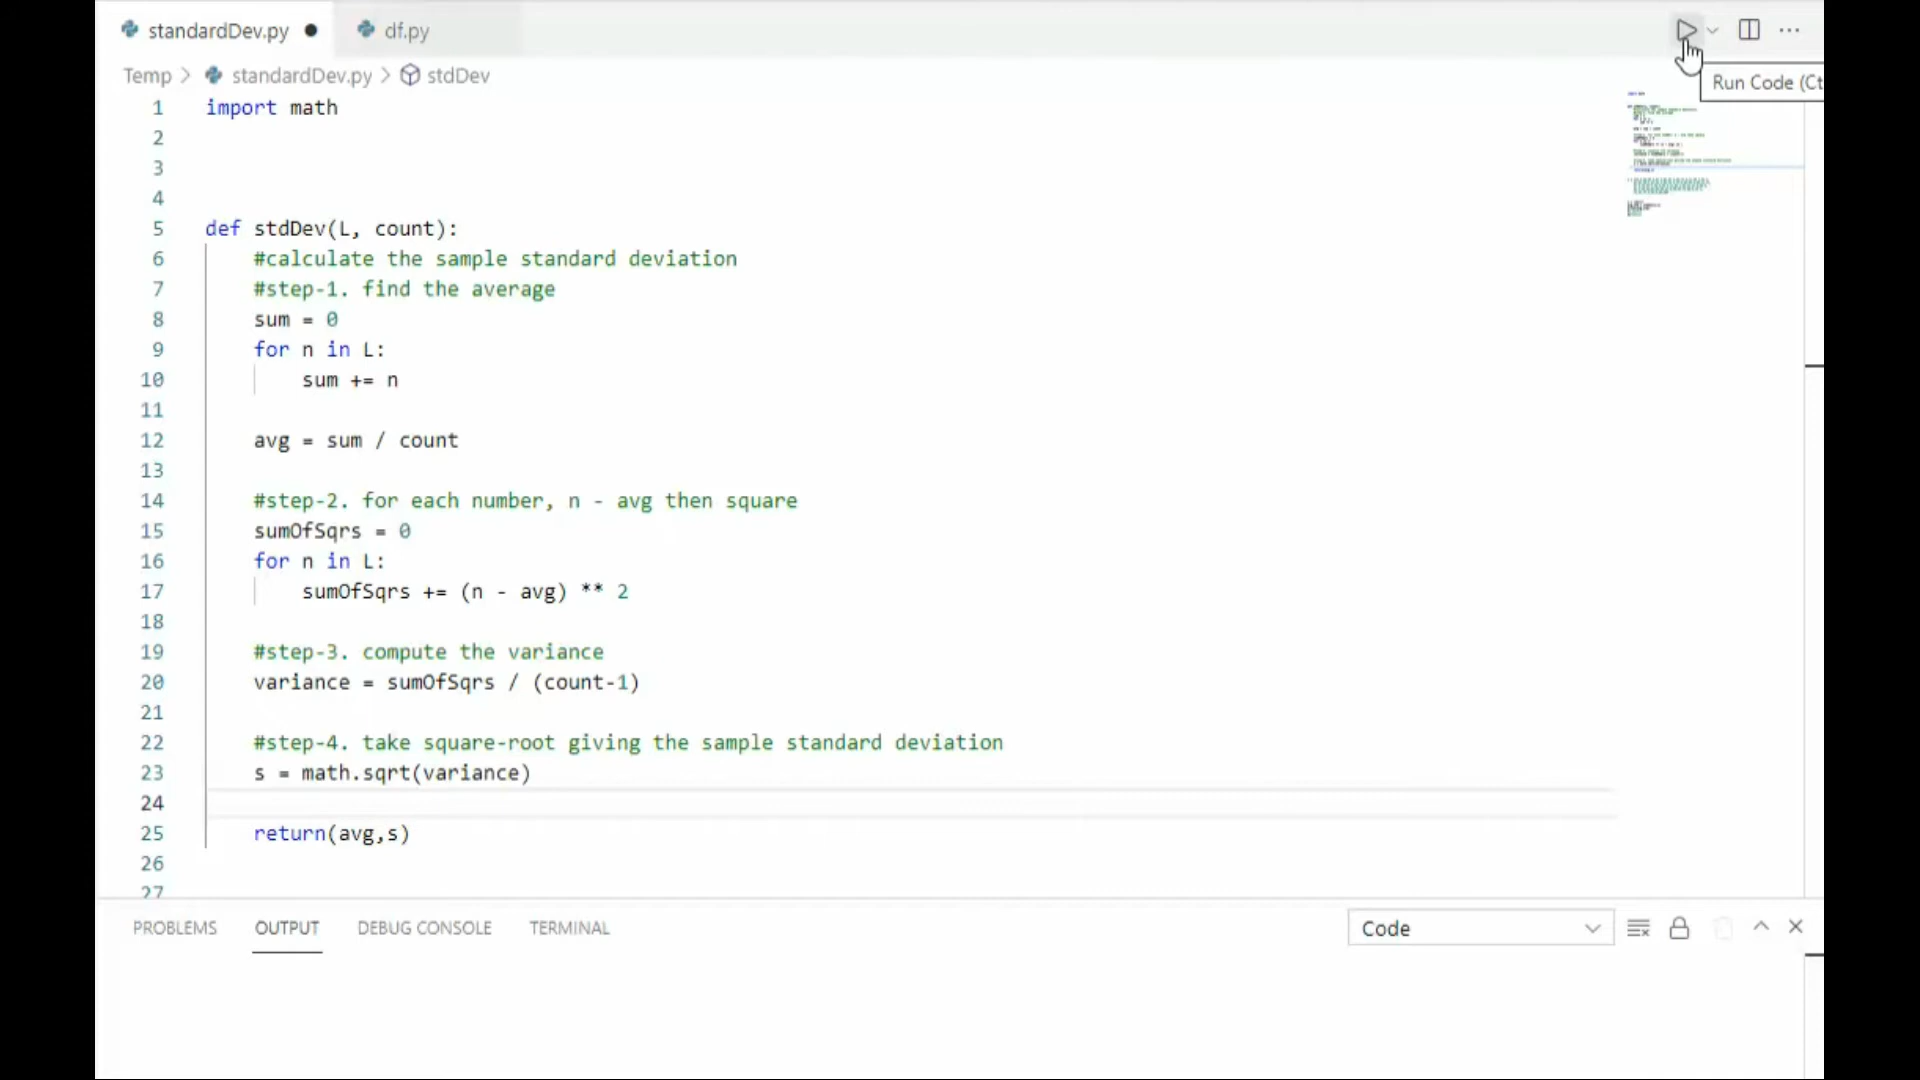 standardDev.py
df.py
Run Code (Ct
Temp > standardDev.py > stdDev
1 import math
2
3
4
5 def stdDev(L, count):
6 #calculate the sample standard deviation
7 #step-1. find the average
8 sum = 0
9 for n in L:
10 sum += n
11
12 avg = sum / count
13
14 #step-2. for each number, n - avg then square
15 sumOfSqrs = 0
16 for n in L:
17 sumOfSqrs += (n - avg) ** 2
18
19 #step-3. compute the variance
20 variance = sumOfSqrs / (count-1)
21
22 #step-4. take square-root giving the sample standard deviation
23 s = math.sqrt(variance)
24
25 return(avg,s)
26
27
PROBLEMS OUTPUT DEBUG CONSOLE TERMINAL Code